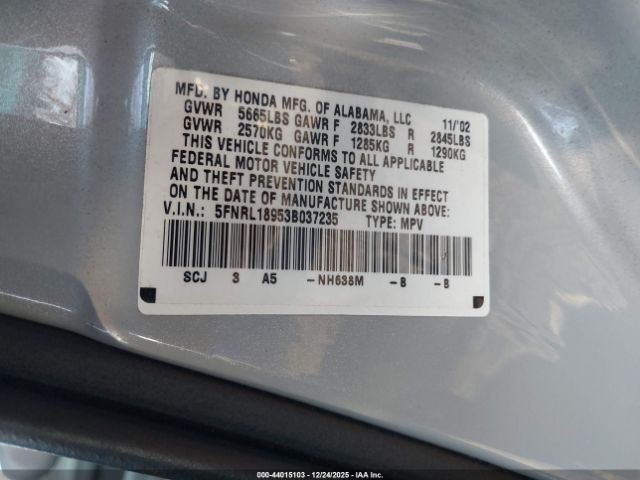 MFD. BY HONDA MFG. OF ALABAMA, LLC 11/'02
GVWR 5665LBS GAWR F 2833LBS R 2845LBS
GVWR 2570KG GAWR F 1285KG R 1290KG
THIS VEHICLE CONFORMS TO ALL APPLICABLE
FEDERAL MOTOR VEHICLE SAFETY
AND THEFT PREVENTION STANDARDS IN EFFECT
ON THE DATE OF MANUFACTURE SHOWN ABOVE:
V.I.N.: 5FNRL18953B037235 TYPE: MPV
SCJ 3 A5 -NH638M -B -B
000-44015103 - 12/24/2025 - IAAI.COM